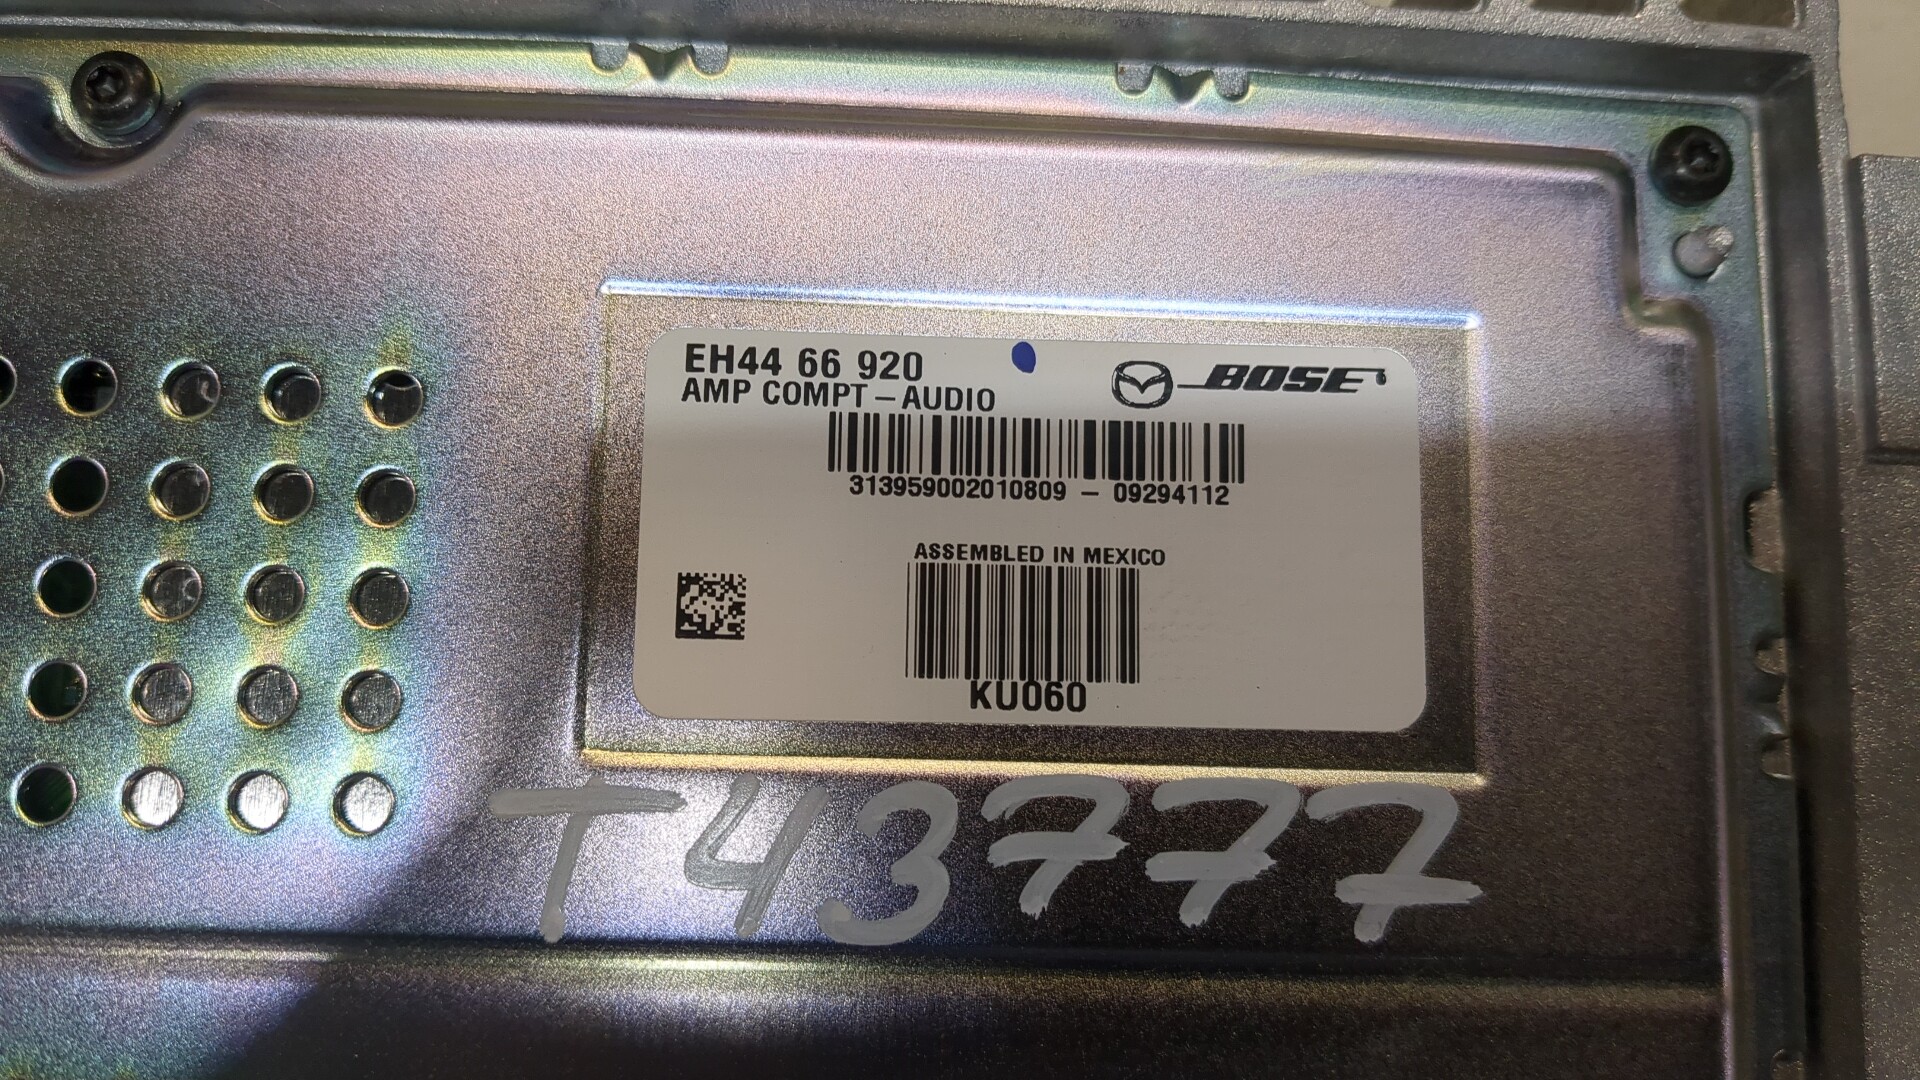 EH44 66 920
AMP COMPT – AUDIO
BOSE
313959002010809 – 09294112
ASSEMBLED IN MEXICO
KU060
T43777